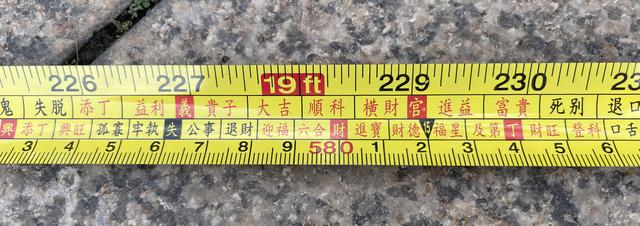 226 227 19 ft 229 230 23
鬼 失脱 添丁 益利 義 貴子 大吉 順科 橫財 官 進益 富貴 死别 退口
興 添丁 興旺 孤寡 牢執 失 公事 退財 迎福 六合 財 進寶 財德 福星 及第 丁 財旺 登科 口舌
3 4 5 6 7 8 9 580 1 2 3 4 5 6